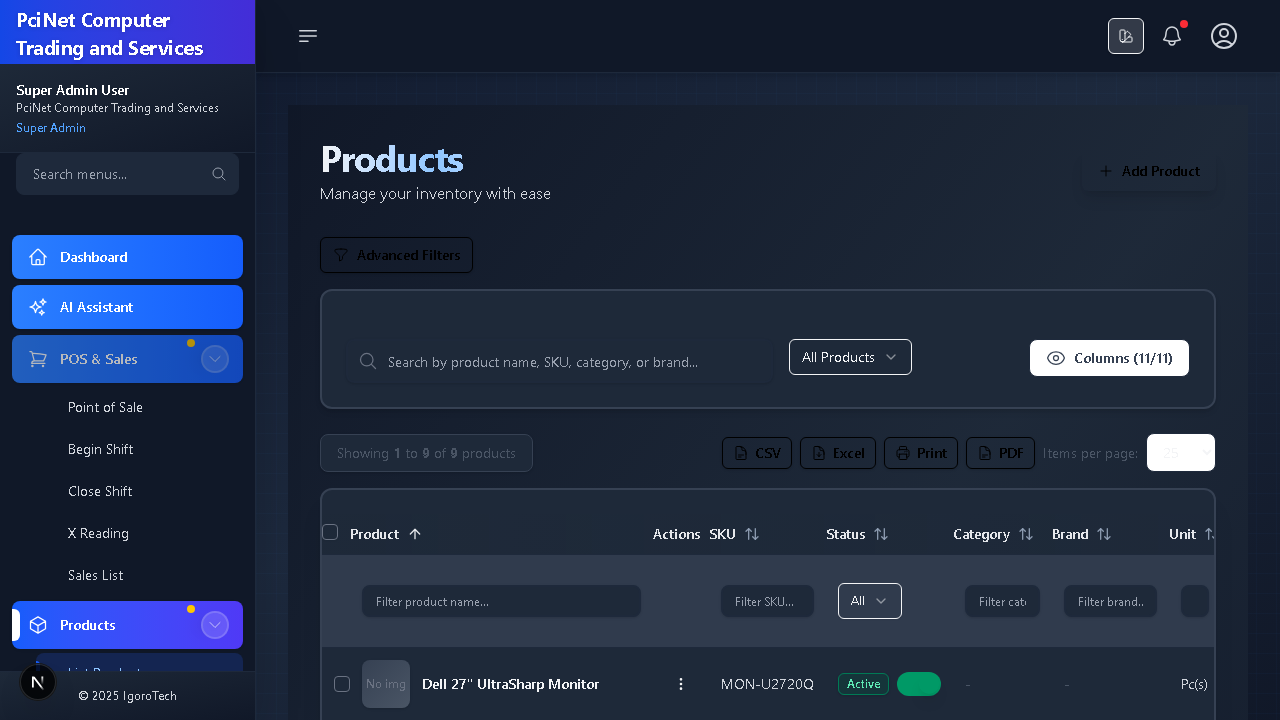 PciNet Computer
Trading and Services
Super Admin User
PciNet Computer Trading and Services
Super Admin
Search menus...
Dashboard
AI Assistant
POS & Sales
Point of Sale
Begin Shift
Close Shift
X Reading
Sales List
Products
N
© 2025 IgoroTech
Products
Manage your inventory with ease
Add Product
Advanced Filters
Search by product name, SKU, category, or brand...
All Products
Columns (11/11)
Showing 1 to 9 of 9 products
CSV
Excel
Print
PDF
Items per page:
25
Product
Actions
SKU
Status
Category
Brand
Unit
Filter product name...
Filter SKU...
All
Filter cat
Filter brand..
No img
Dell 27" UltraSharp Monitor
MON-U2720Q
Active
-
-
Pc(s)